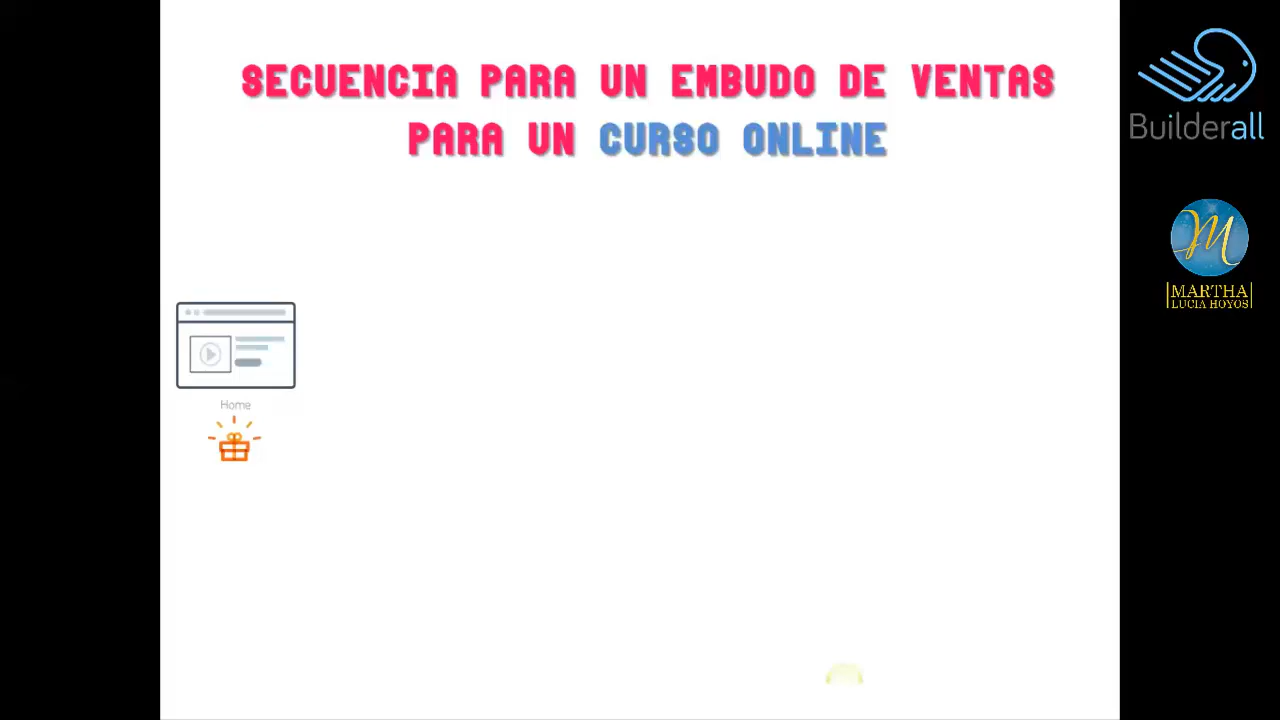 SECUENCIA PARA UN EMBUDO DE VENTAS
PARA UN CURSO ONLINE
Builderall
MARTHA
LUCIA HOYOS
Home